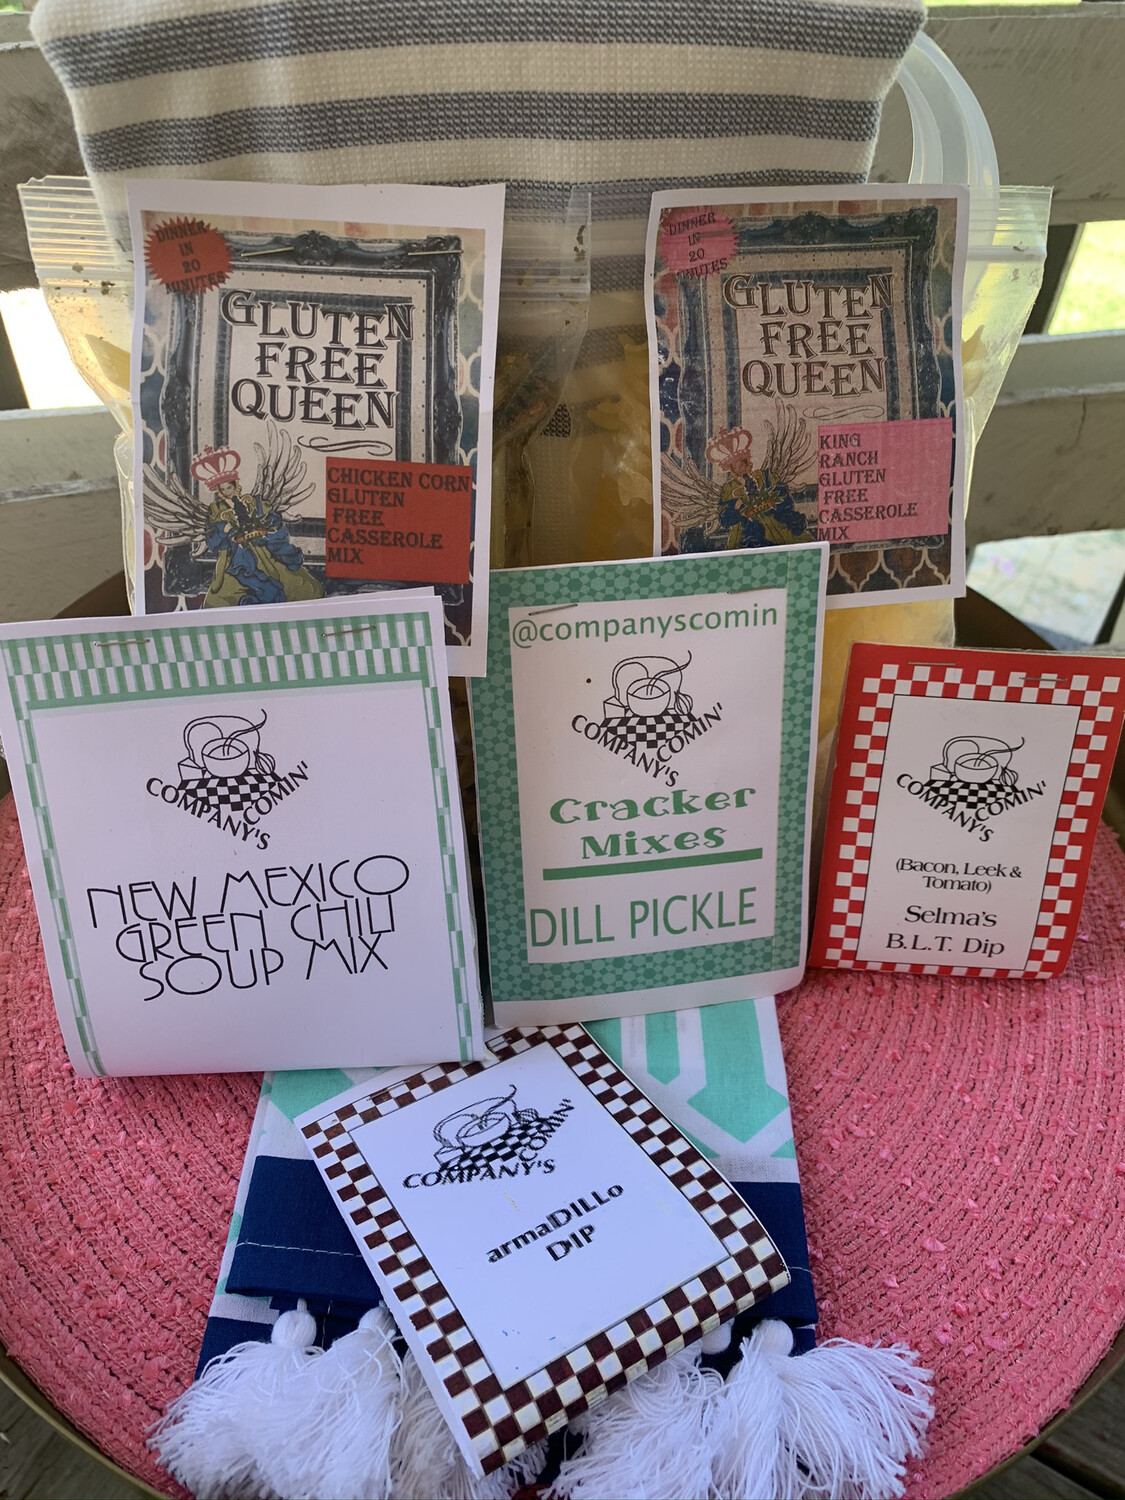 DINNER
IN
20
MINUTES
GLUTEN
FREE
QUEEN
CHICKEN CORN
GLUTEN
FREE
CASSEROLE
MIX
DINNER
IN
20
MINUTES
GLUTEN
FREE
QUEEN
KING
RANCH
GLUTEN
FREE
CASSEROLE
MIX
COMPANY'S COMIN'
NEW MEXICO
GREEN CHILI
SOUP MIX
@companyscomin
COMPANY'S COMIN'
Cracker
Mixes
DILL PICKLE
COMPANY'S COMIN'
(Bacon, Leek &
Tomato)
Selma's
B.L.T. Dip
COMPANY'S COMIN'
armaDILLo
DIP